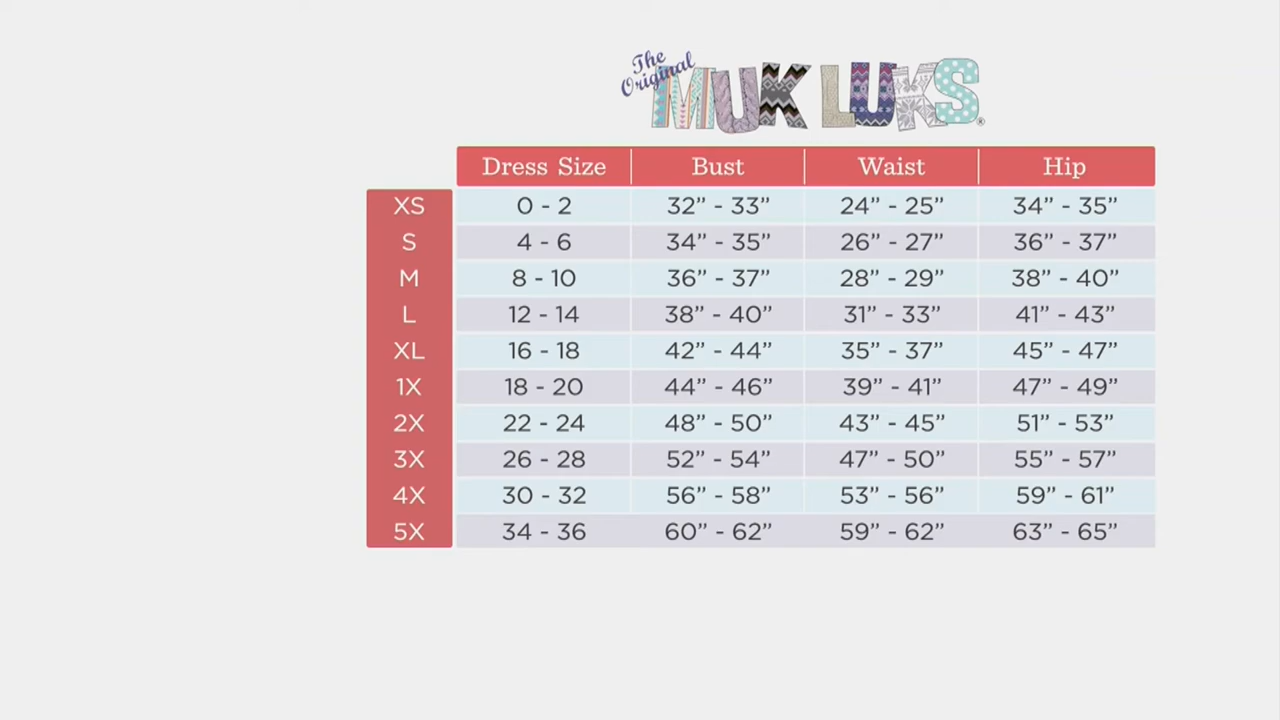 The
Original
MUK LUKS®
Dress Size Bust Waist Hip
XS 0 - 2 32” - 33” 24” - 25” 34” - 35”
S 4 - 6 34” - 35” 26” - 27” 36” - 37”
M 8 - 10 36” - 37” 28” - 29” 38” - 40”
L 12 - 14 38” - 40” 31” - 33” 41” - 43”
XL 16 - 18 42” - 44” 35” - 37” 45” - 47”
1X 18 - 20 44” - 46” 39” - 41” 47” - 49”
2X 22 - 24 48” - 50” 43” - 45” 51” - 53”
3X 26 - 28 52” - 54” 47” - 50” 55” - 57”
4X 30 - 32 56” - 58” 53” - 56” 59” - 61”
5X 34 - 36 60” - 62” 59” - 62” 63” - 65”